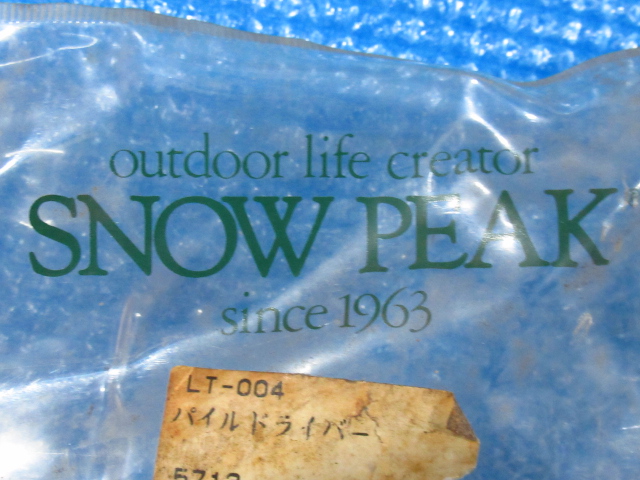 outdoor life creator
SNOW PEAK
since 1963
LT-004
パイルドライバー